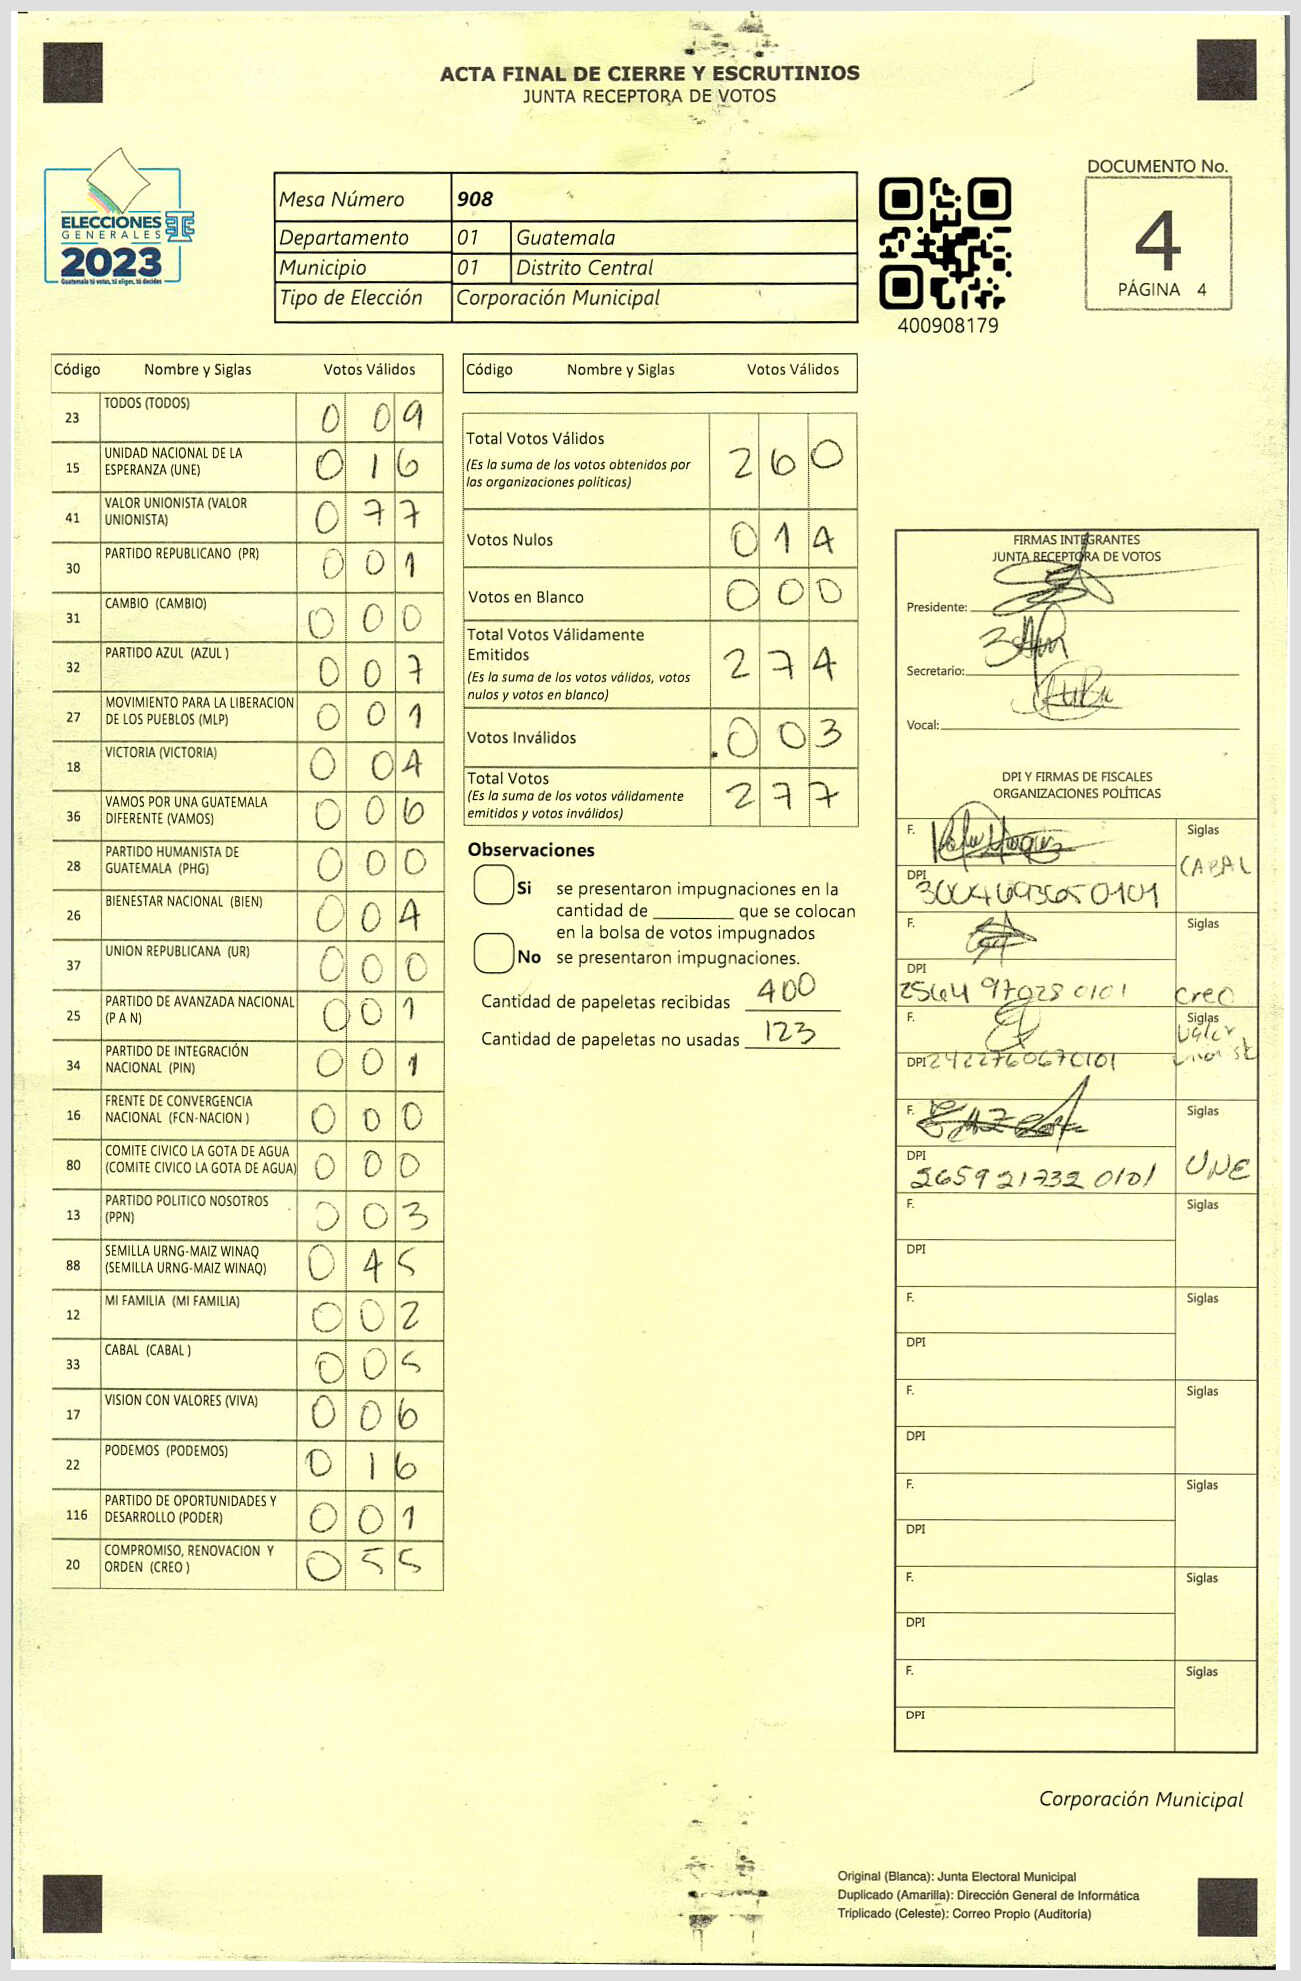 ACTA FINAL DE CIERRE Y ESCRUTINIOS
JUNTA RECEPTORA DE VOTOS
ELECCIONES
GENERALES
2023
Guatemala tú votas, tú eliges, tú decides
Mesa Número 908
Departamento 01 Guatemala
Municipio 01 Distrito Central
Tipo de Elección Corporación Municipal
400908179
DOCUMENTO No.
4
PÁGINA 4
Código Nombre y Siglas Votos Válidos
23 TODOS (TODOS) 0 0 9
15 UNIDAD NACIONAL DE LA ESPERANZA (UNE) 0 1 6
41 VALOR UNIONISTA (VALOR UNIONISTA) 0 7 7
30 PARTIDO REPUBLICANO (PR) 0 0 1
31 CAMBIO (CAMBIO) 0 0 0
32 PARTIDO AZUL (AZUL ) 0 0 7
27 MOVIMIENTO PARA LA LIBERACION DE LOS PUEBLOS (MLP) 0 0 1
18 VICTORIA (VICTORIA) 0 0 4
36 VAMOS POR UNA GUATEMALA DIFERENTE (VAMOS) 0 0 6
28 PARTIDO HUMANISTA DE GUATEMALA (PHG) 0 0 0
26 BIENESTAR NACIONAL (BIEN) 0 0 4
37 UNION REPUBLICANA (UR) 0 0 0
25 PARTIDO DE AVANZADA NACIONAL (P A N) 0 0 1
34 PARTIDO DE INTEGRACIÓN NACIONAL (PIN) 0 0 1
16 FRENTE DE CONVERGENCIA NACIONAL (FCN-NACION ) 0 0 0
80 COMITE CIVICO LA GOTA DE AGUA (COMITE CIVICO LA GOTA DE AGUA) 0 0 0
13 PARTIDO POLITICO NOSOTROS (PPN) 0 0 3
88 SEMILLA URNG-MAIZ WINAQ (SEMILLA URNG-MAIZ WINAQ) 0 4 5
12 MI FAMILIA (MI FAMILIA) 0 0 2
33 CABAL (CABAL ) 0 0 5
17 VISION CON VALORES (VIVA) 0 0 6
22 PODEMOS (PODEMOS) 0 1 6
116 PARTIDO DE OPORTUNIDADES Y DESARROLLO (PODER) 0 0 1
20 COMPROMISO, RENOVACION Y ORDEN (CREO ) 0 5 5
Código Nombre y Siglas Votos Válidos
Total Votos Válidos 2 6 0
(Es la suma de los votos obtenidos por
las organizaciones políticas)
Votos Nulos 0 1 4
Votos en Blanco 0 0 0
Total Votos Válidamente
Emitidos 2 7 4
(Es la suma de los votos válidos, votos
nulos y votos en blanco)
Votos Inválidos 0 0 3
Total Votos 2 7 7
(Es la suma de los votos válidamente
emitidos y votos inválidos)
Observaciones
Si se presentaron impugnaciones en la
cantidad de ________ que se colocan
en la bolsa de votos impugnados
No se presentaron impugnaciones.
Cantidad de papeletas recibidas 400
Cantidad de papeletas no usadas 123
FIRMAS INTEGRANTES
JUNTA RECEPTORA DE VOTOS
Presidente:
Secretario:
Vocal:
DPI Y FIRMAS DE FISCALES
ORGANIZACIONES POLÍTICAS
F. Siglas
CABAL
DPI
F. Siglas
DPI
2564 97028 0101 Creo
F. Siglas
Valor
DPI 2422760670101
F. Siglas
DPI
265921732 0101 UNE
F. Siglas
DPI
F. Siglas
DPI
F. Siglas
DPI
F. Siglas
DPI
F. Siglas
DPI
F. Siglas
DPI
Corporación Municipal
Original (Blanca): Junta Electoral Municipal
Duplicado (Amarilla): Dirección General de Informática
Triplicado (Celeste): Correo Propio (Auditoría)